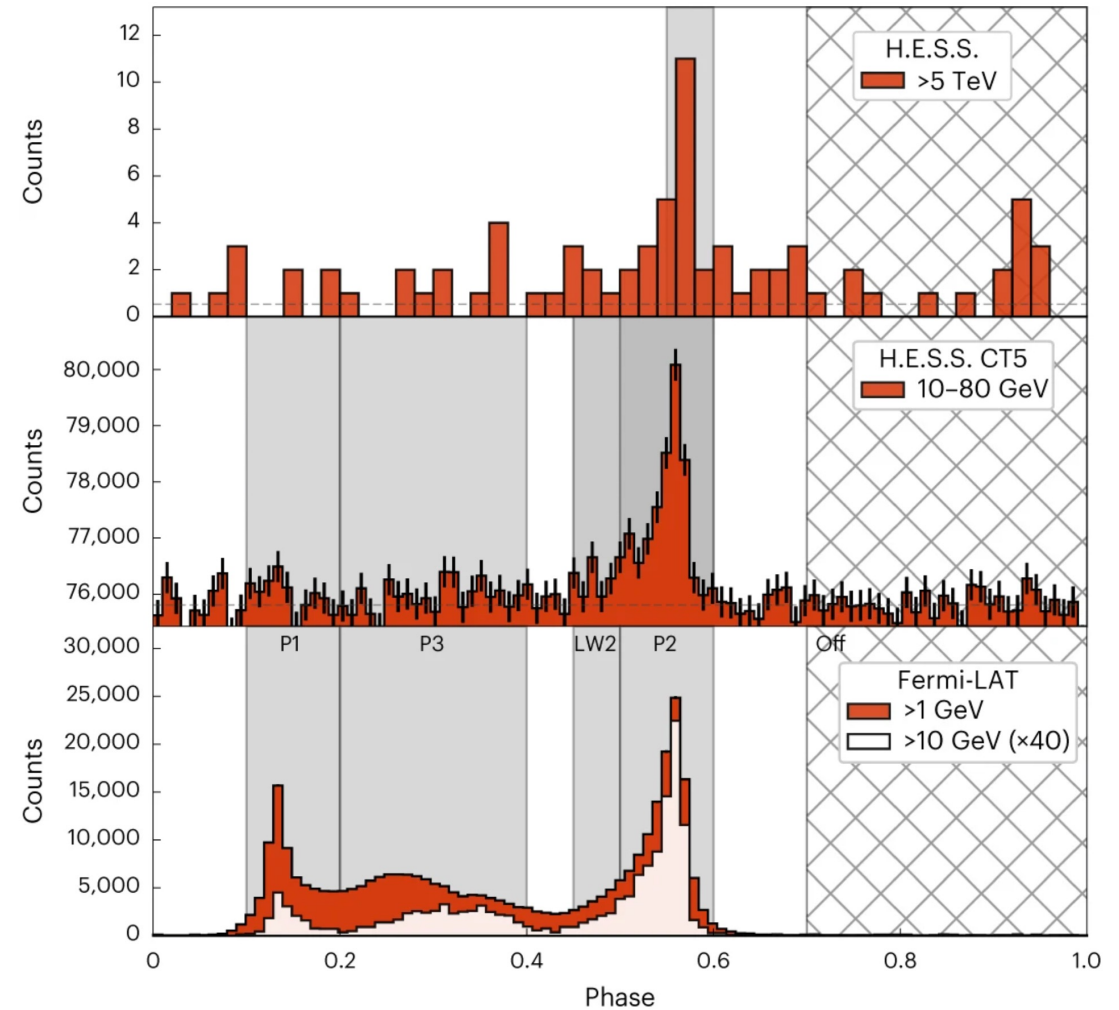 12
10
8
6
4
2
0
Counts
H.E.S.S.
>5 TeV
80,000
79,000
78,000
77,000
76,000
Counts
H.E.S.S. CT5
10–80 GeV
30,000
25,000
20,000
15,000
10,000
5,000
0
Counts
P1 P3 LW2 P2 Off
Fermi-LAT
>1 GeV
>10 GeV (×40)
0 0.2 0.4 0.6 0.8 1.0
Phase